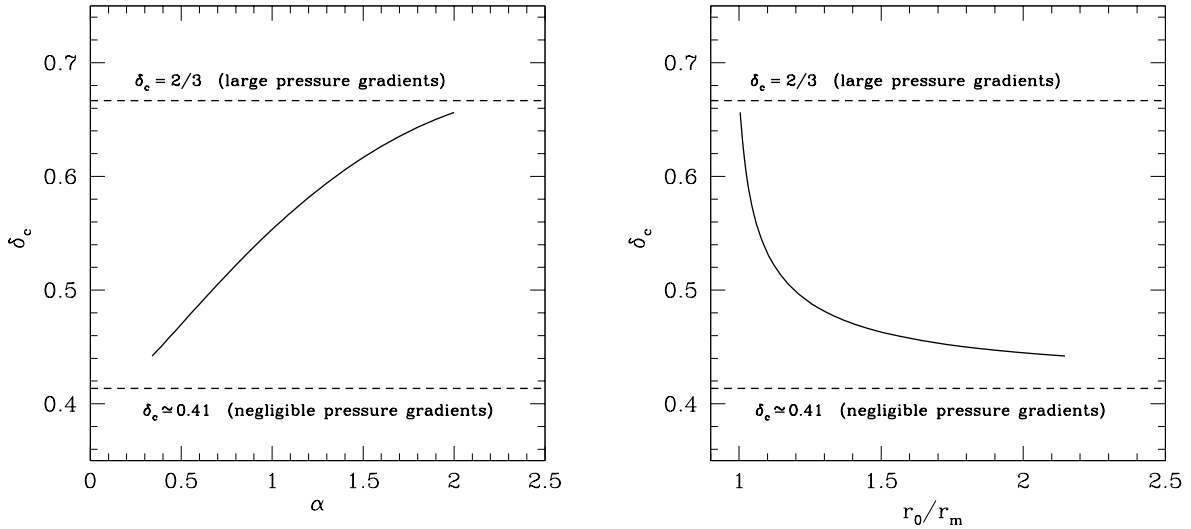 0.7
0.6
0.5
0.4
δc
δc = 2/3 (large pressure gradients)
δc ≃ 0.41 (negligible pressure gradients)
0 0.5 1 1.5 2 2.5
α
0.7
0.6
0.5
0.4
δc
δc = 2/3 (large pressure gradients)
δc ≃ 0.41 (negligible pressure gradients)
1 1.5 2 2.5
r0/rm